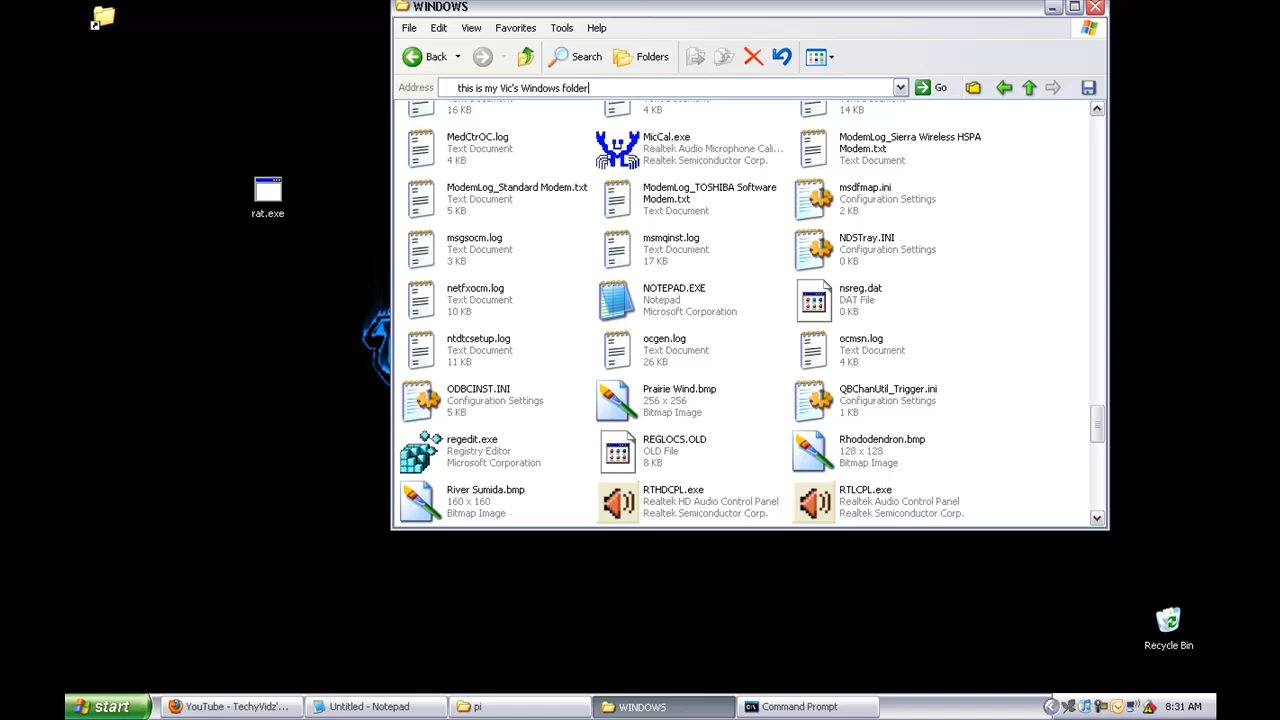 WINDOWS
File Edit View Favorites Tools Help
Back Search Folders
Address this is my Vic's Windows folder Go
16 KB 4 KB 14 KB
MedCtrOC.log
Text Document
4 KB
MicCal.exe
Realtek Audio Microphone Cali...
Realtek Semiconductor Corp.
ModemLog_Sierra Wireless HSPA
Modem.txt
Text Document
ModemLog_Standard Modem.txt
Text Document
5 KB
ModemLog_TOSHIBA Software
Modem.txt
Text Document
msdfmap.ini
Configuration Settings
2 KB
msgsocm.log
Text Document
3 KB
msmqinst.log
Text Document
17 KB
NDSTray.INI
Configuration Settings
0 KB
netfxocm.log
Text Document
10 KB
NOTEPAD.EXE
Notepad
Microsoft Corporation
nsreg.dat
DAT File
0 KB
ntdtcsetup.log
Text Document
11 KB
ocgen.log
Text Document
26 KB
ocmsn.log
Text Document
4 KB
ODBCINST.INI
Configuration Settings
5 KB
Prairie Wind.bmp
256 x 256
Bitmap Image
QBChanUtil_Trigger.ini
Configuration Settings
1 KB
regedit.exe
Registry Editor
Microsoft Corporation
REGLOCS.OLD
OLD File
8 KB
Rhododendron.bmp
128 x 128
Bitmap Image
River Sumida.bmp
160 x 160
Bitmap Image
RTHDCPL.exe
Realtek HD Audio Control Panel
Realtek Semiconductor Corp.
RTLCPL.exe
Realtek Audio Control Panel
Realtek Semiconductor Corp.
rat.exe
Recycle Bin
start YouTube - TechyVidz'... Untitled - Notepad pi WINDOWS Command Prompt 8:31 AM